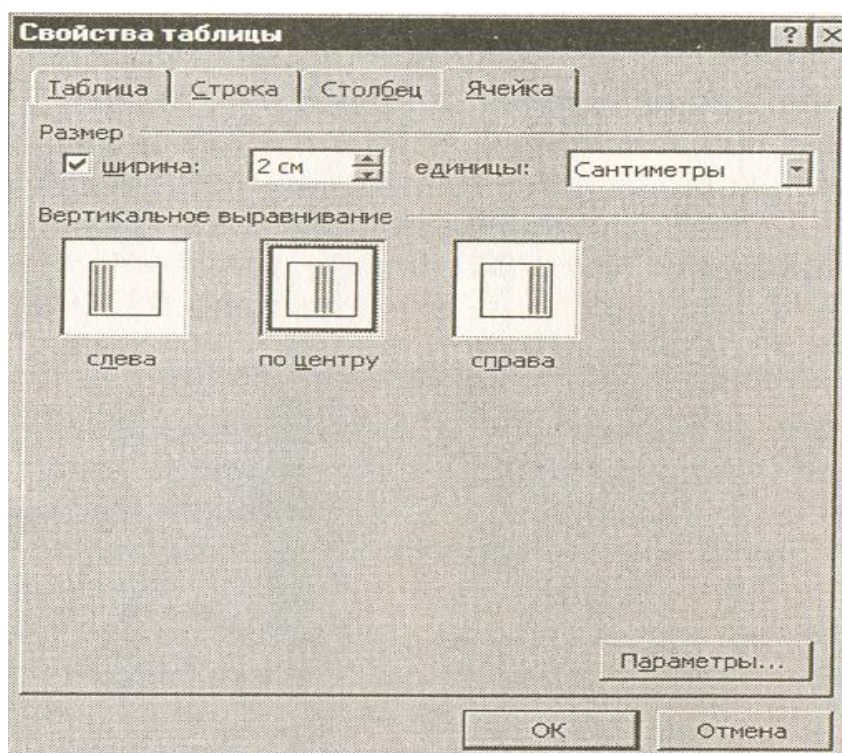 Свойства таблицы ? ×
Таблица Строка Столбец Ячейка
Размер
ширина: 2 см единицы: Сантиметры
Вертикальное выравнивание
слева по центру справа
Параметры...
ОК Отмена